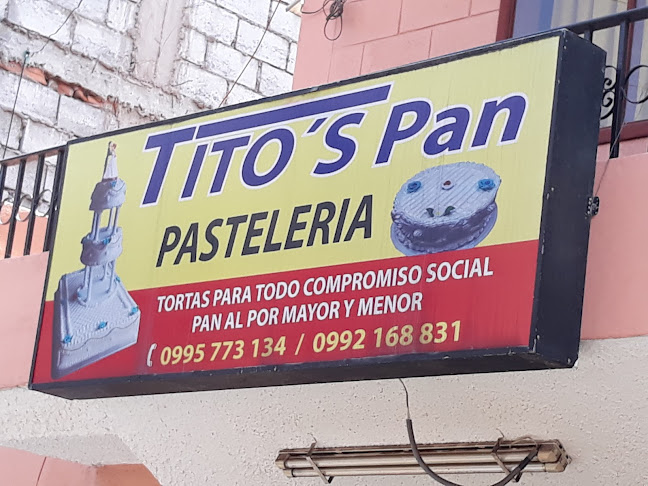 TITO´S Pan
PASTELERIA
TORTAS PARA TODO COMPROMISO SOCIAL
PAN AL POR MAYOR Y MENOR
0995 773 134 / 0992 168 831